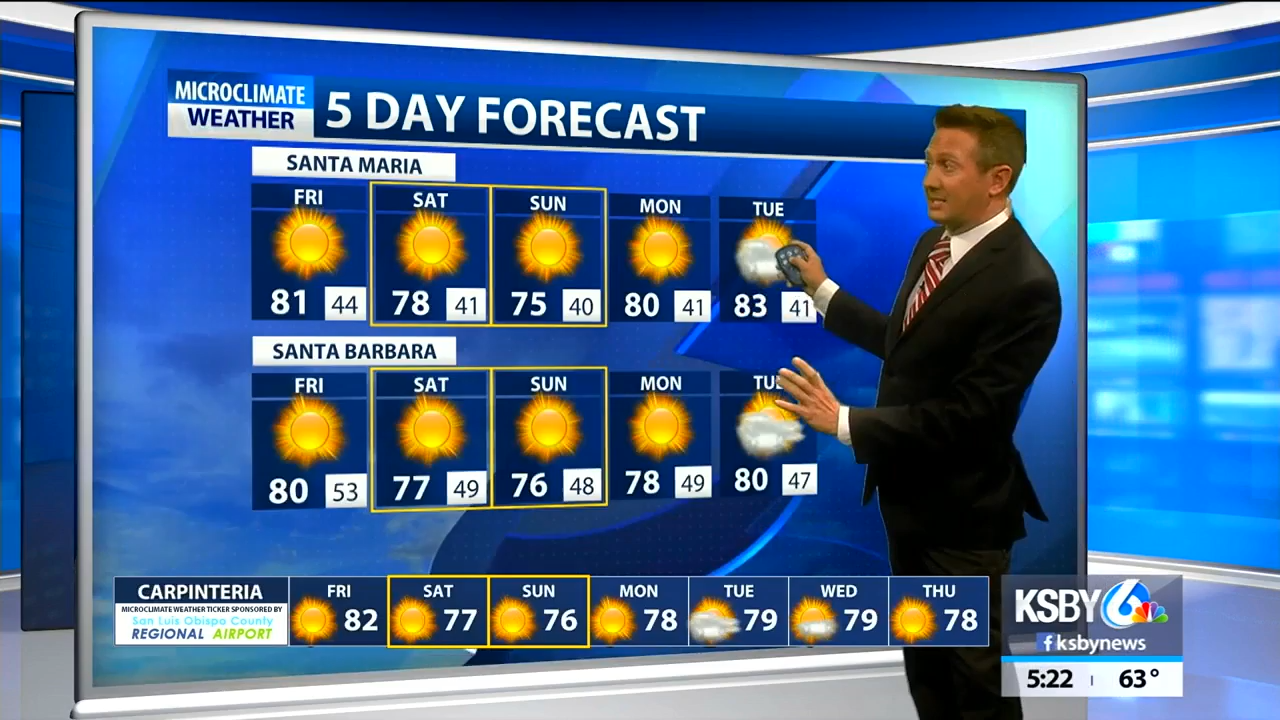 MICROCLIMATE
WEATHER
5 DAY FORECAST
SANTA MARIA
FRI SAT SUN MON TUE
81 44 78 41 75 40 80 41 83 41
SANTA BARBARA
FRI SAT SUN MON TUE
80 53 77 49 76 48 78 49 80 47
CARPINTERIA
MICROCLIMATE WEATHER TICKER SPONSORED BY
San Luis Obispo County
REGIONAL AIRPORT
FRI SAT SUN MON TUE WED THU
82 77 76 78 79 79 78
KSBY 6
f ksbynews
5:22 63°